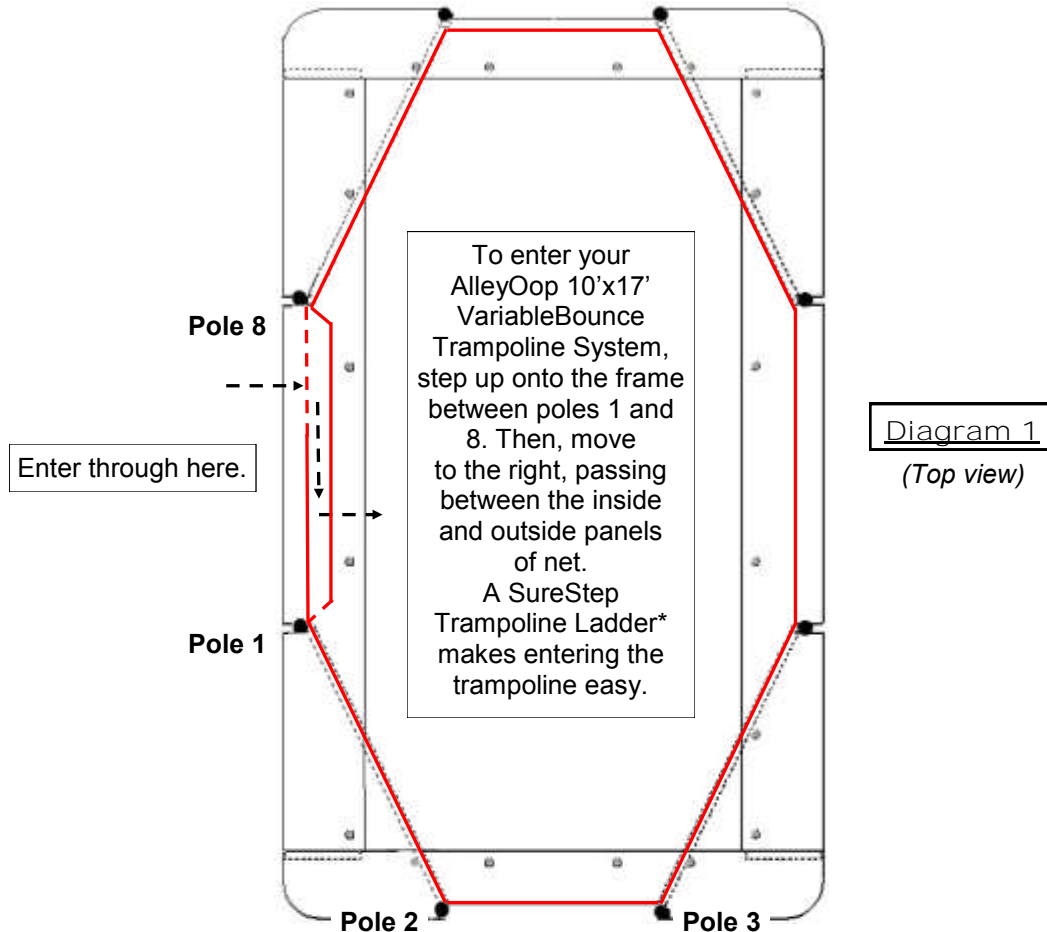 To enter your
AlleyOop 10’x17’
VariableBounce
Trampoline System,
step up onto the frame
between poles 1 and
8. Then, move
to the right, passing
between the inside
and outside panels
of net.
A SureStep
Trampoline Ladder*
makes entering the
trampoline easy.
Pole 8
Enter through here.
Pole 1
Diagram 1
(Top view)
Pole 2
Pole 3